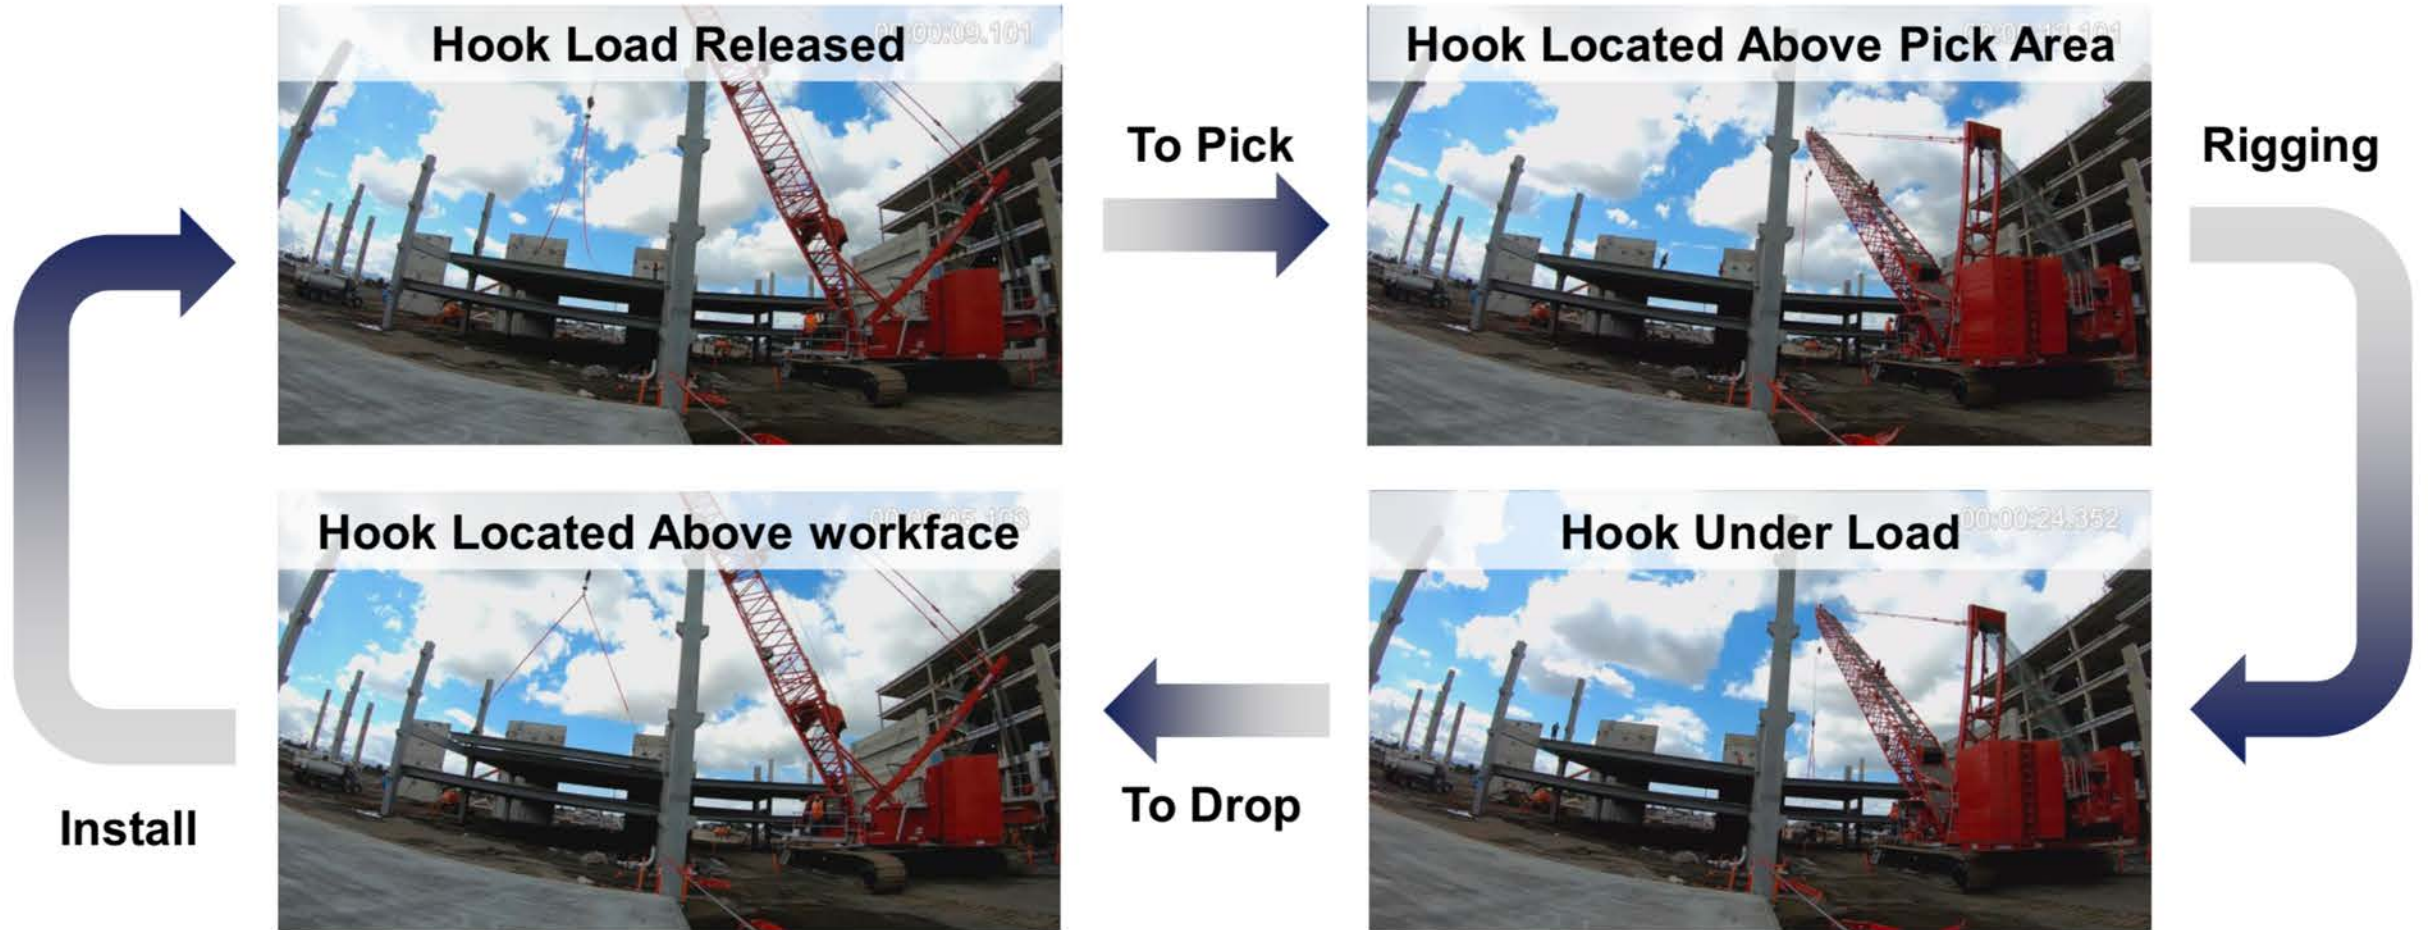 Hook Load Released
Hook Located Above Pick Area
To Pick
Rigging
Hook Located Above workface
Hook Under Load
00:00:24.352
To Drop
Install